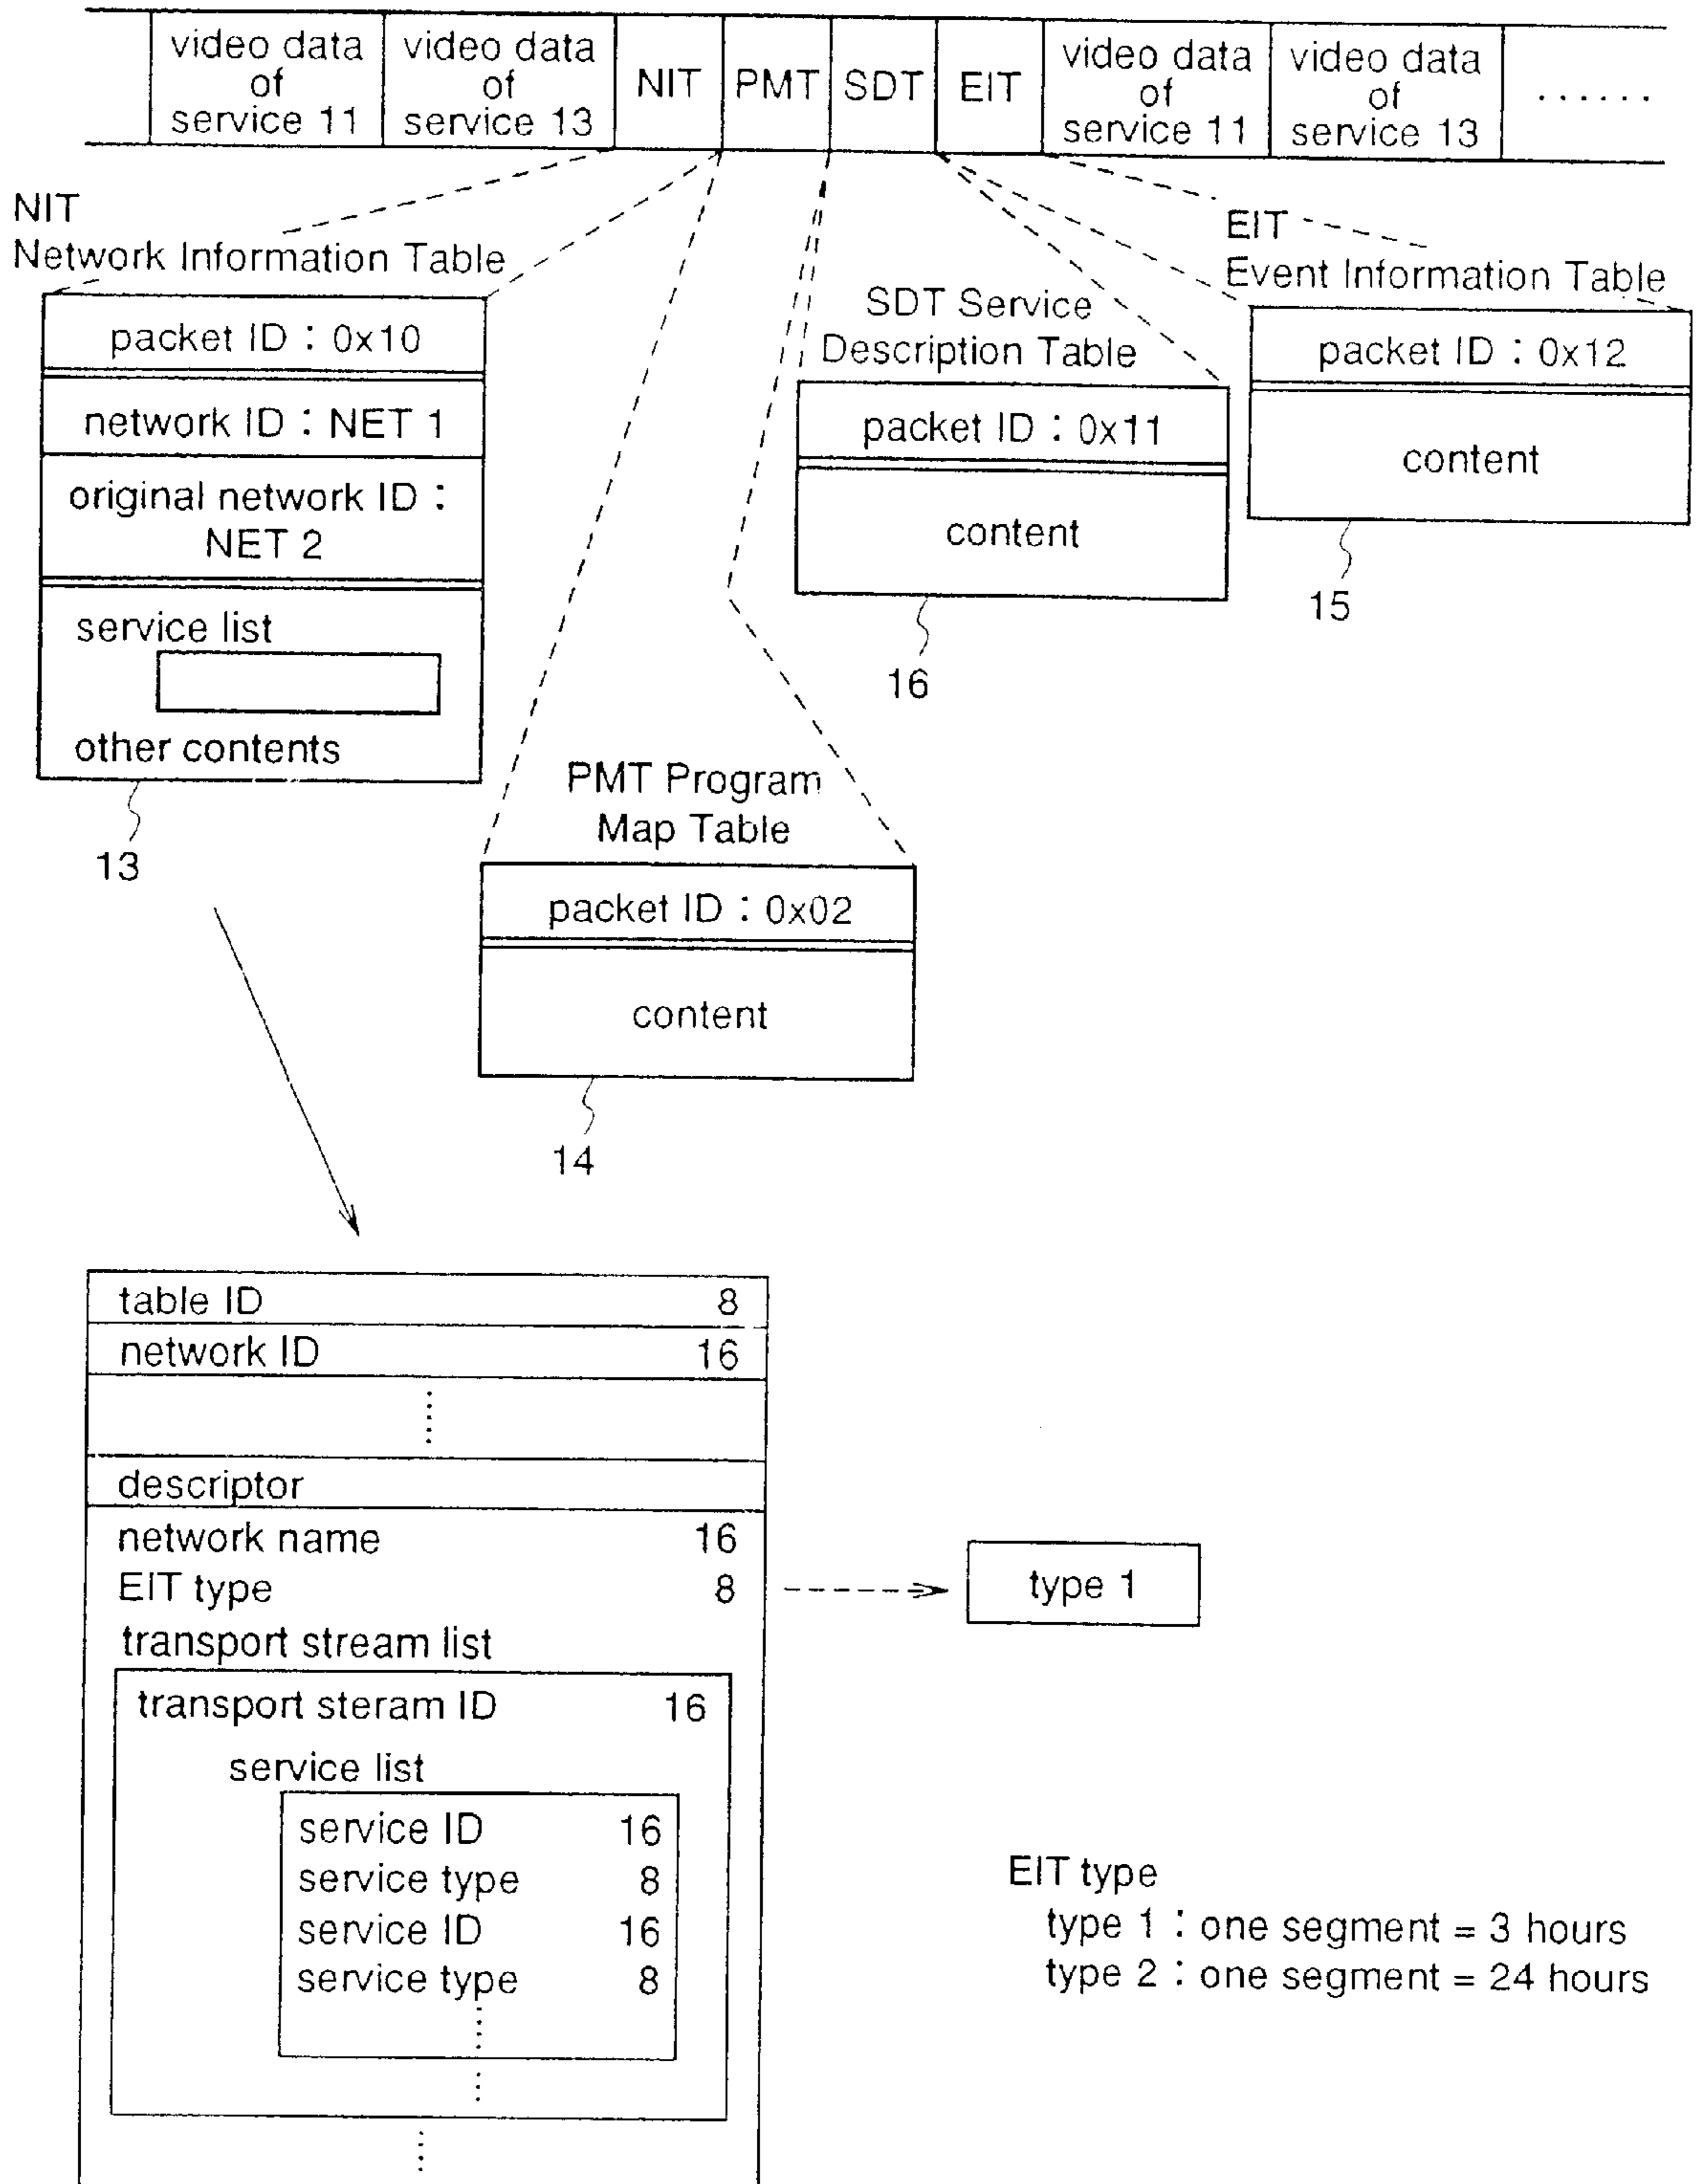 video data of service 11
video data of service 13
NIT
PMT
SDT
EIT
video data of service 11
video data of service 13
......
NIT
Network Information Table
packet ID : 0x10
network ID : NET 1
original network ID :
NET 2
service list
other contents
13
EIT
Event Information Table
packet ID : 0x12
content
15
SDT Service
Description Table
packet ID : 0x11
content
16
PMT Program
Map Table
packet ID : 0x02
content
14
table ID 8
network ID 16
descriptor
network name 16
EIT type 8
type 1
transport stream list
transport steram ID 16
service list
service ID 16
service type 8
service ID 16
service type 8
EIT type
type 1 : one segment = 3 hours
type 2 : one segment = 24 hours